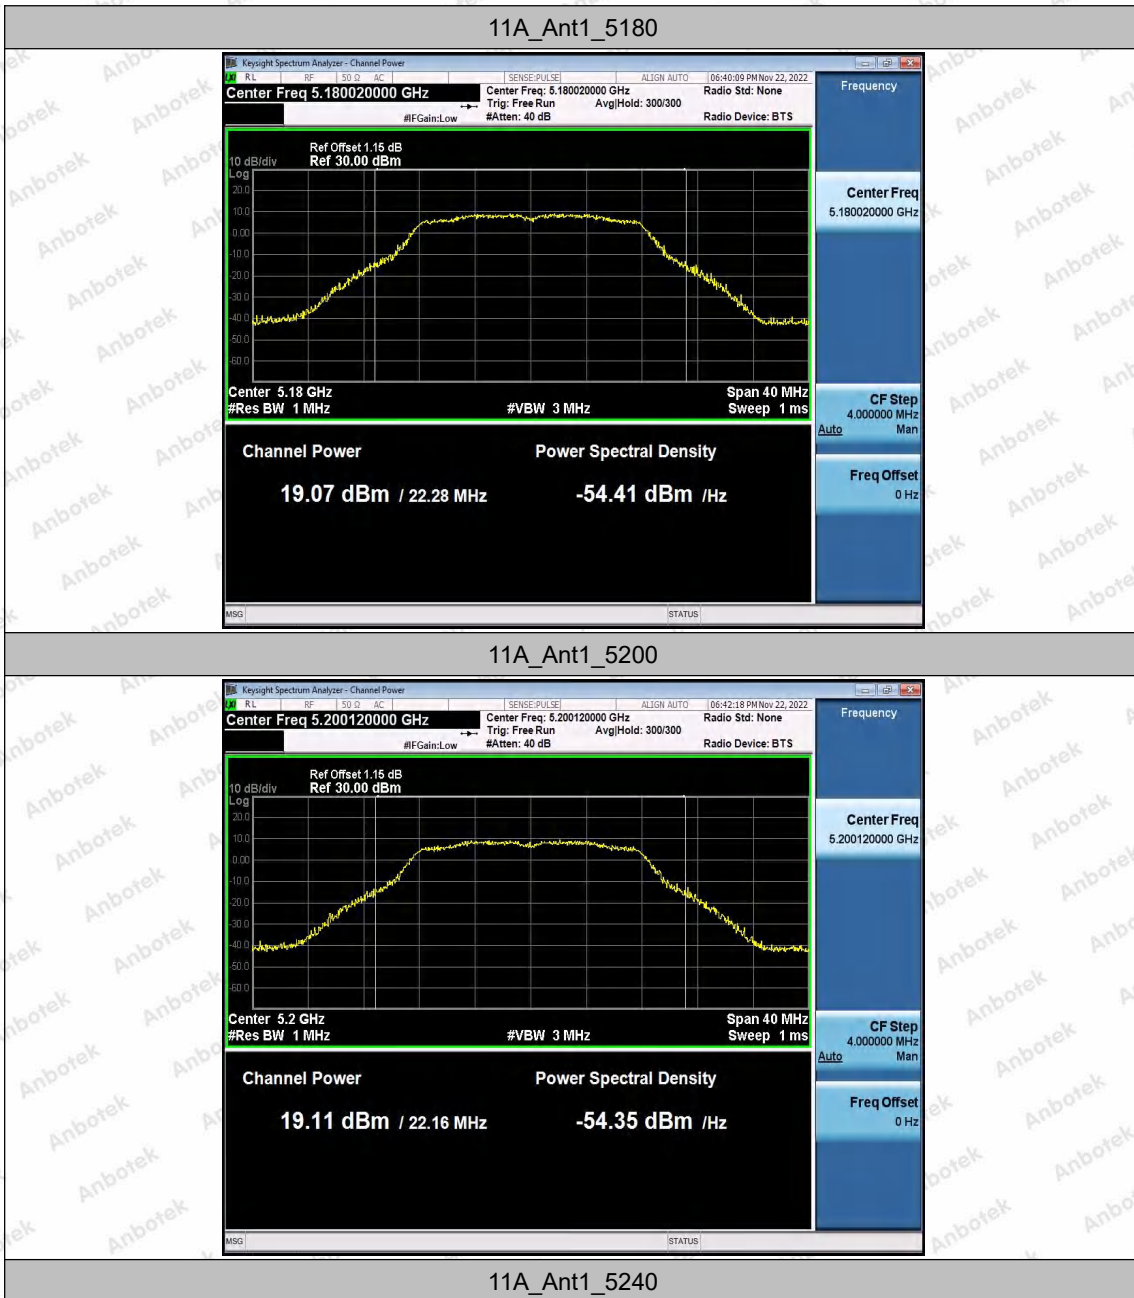 11A_Ant1_5180
Keysight Spectrum Analyzer - Channel Power
LXI RL RF 50 Ω AC SENSE:PULSE ALIGN AUTO 06:40:09 PM Nov 22, 2022
Center Freq 5.180020000 GHz
Center Freq: 5.180020000 GHz
Radio Std: None
Trig: Free Run Avg|Hold: 300/300
#IFGain:Low #Atten: 40 dB Radio Device: BTS
Frequency
Ref Offset 1.15 dB
10 dB/div Ref 30.00 dBm
Log
20.0
10.0
0.00
-10.0
-20.0
-30.0
-40.0
-50.0
-60.0
Center 5.18 GHz Span 40 MHz
#Res BW 1 MHz #VBW 3 MHz Sweep 1 ms
Center Freq
5.180020000 GHz
CF Step
4.000000 MHz
Auto Man
Freq Offset
0 Hz
Channel Power Power Spectral Density
19.07 dBm / 22.28 MHz -54.41 dBm /Hz
MSG STATUS
11A_Ant1_5200
Keysight Spectrum Analyzer - Channel Power
LXI RL RF 50 Ω AC SENSE:PULSE ALIGN AUTO 06:42:18 PM Nov 22, 2022
Center Freq 5.200120000 GHz
Center Freq: 5.200120000 GHz
Radio Std: None
Trig: Free Run Avg|Hold: 300/300
#IFGain:Low #Atten: 40 dB Radio Device: BTS
Frequency
Ref Offset 1.15 dB
10 dB/div Ref 30.00 dBm
Log
20.0
10.0
0.00
-10.0
-20.0
-30.0
-40.0
-50.0
-60.0
Center 5.2 GHz Span 40 MHz
#Res BW 1 MHz #VBW 3 MHz Sweep 1 ms
Center Freq
5.200120000 GHz
CF Step
4.000000 MHz
Auto Man
Freq Offset
0 Hz
Channel Power Power Spectral Density
19.11 dBm / 22.16 MHz -54.35 dBm /Hz
MSG STATUS
11A_Ant1_5240